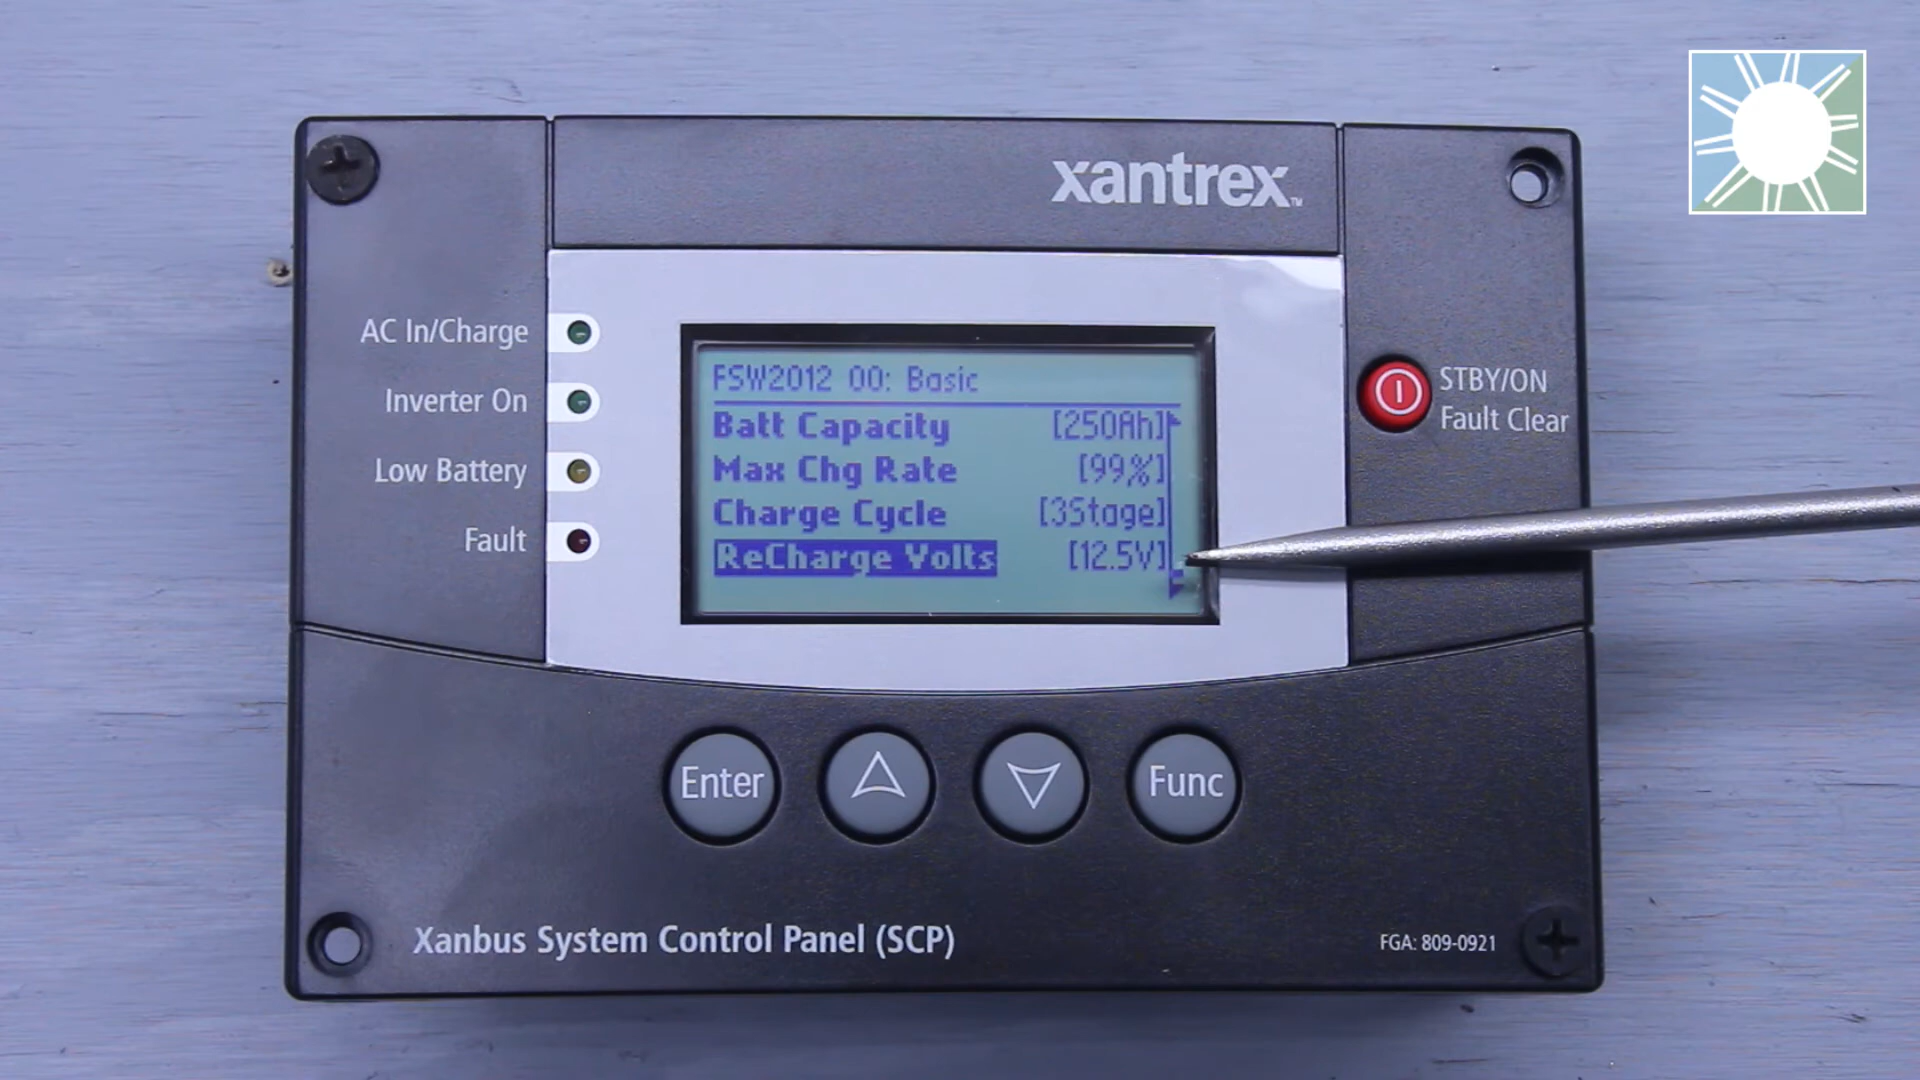 xantrex™
AC In/Charge
Inverter On
Low Battery
Fault
FSW2012 00: Basic
Batt Capacity [250Ah]
Max Chg Rate [99%]
Charge Cycle [3Stage]
ReCharge Volts [12.5V]
STBY/ON
Fault Clear
Enter
Func
Xanbus System Control Panel (SCP)
FGA: 809-0921